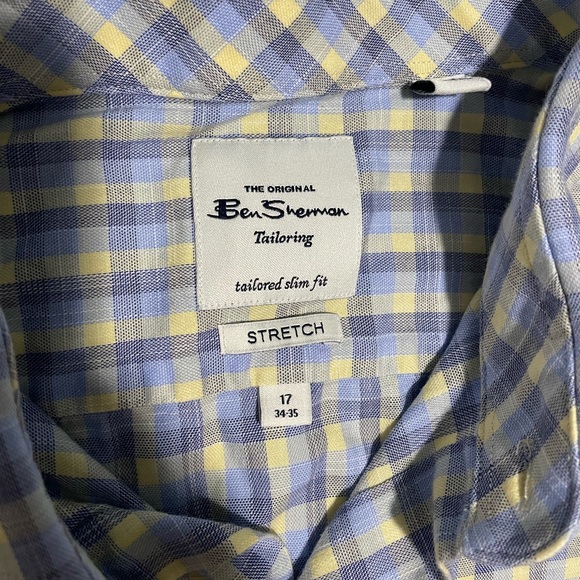 THE ORIGINAL
Ben Sherman
Tailoring
tailored slim fit
STRETCH
17
34-35